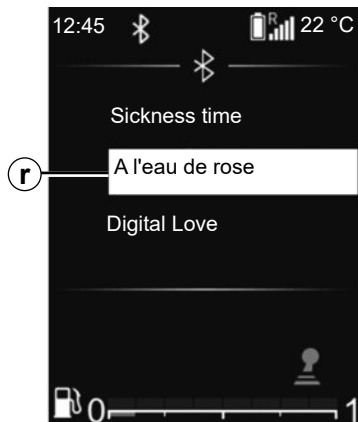 12:45 R 22 °C
Sickness time
r A l'eau de rose
Digital Love
0 1